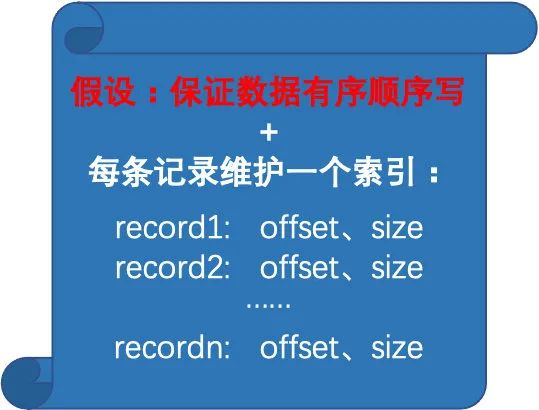 假设：保证数据有序顺序写
+
每条记录维护一个索引：
record1: offset、size
record2: offset、size
……
recordn: offset、size